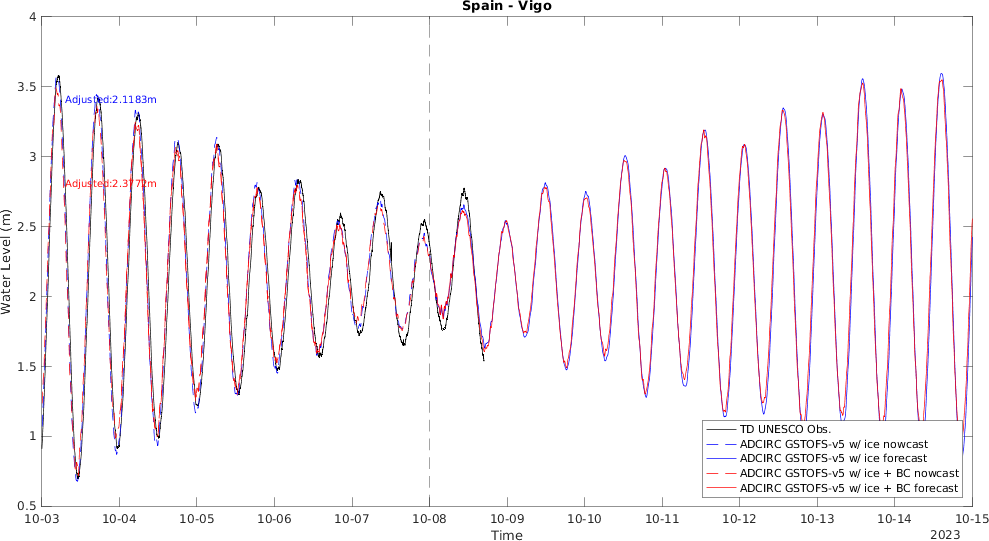 Spain - Vigo
4
3.5
3
2.5
2
1.5
1
0.5
Water Level (m)
Adjusted:2.1183m
Adjusted:2.3772m
TD UNESCO Obs.
ADCIRC GSTOFS-v5 w/ ice nowcast
ADCIRC GSTOFS-v5 w/ ice forecast
ADCIRC GSTOFS-v5 w/ ice + BC nowcast
ADCIRC GSTOFS-v5 w/ ice + BC forecast
10-03 10-04 10-05 10-06 10-07 10-08 10-09 10-10 10-11 10-12 10-13 10-14 10-15
Time
2023